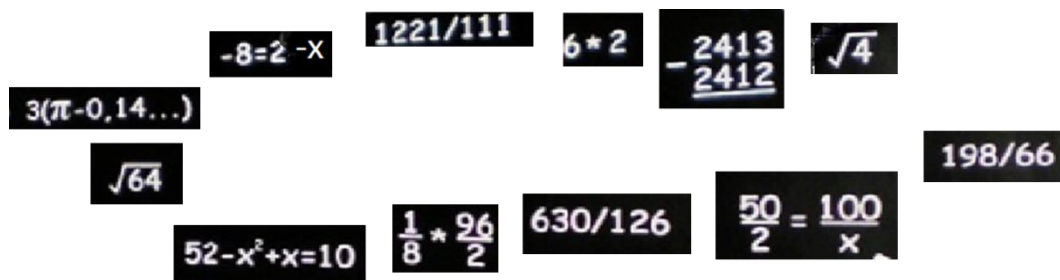 1221/111
6*2
-2413
2412
√4
-8=2-x
3(π-0,14...)
198/66
√64
52-x²+x=10
1/8 * 96/2
630/126
50/2 = 100/x